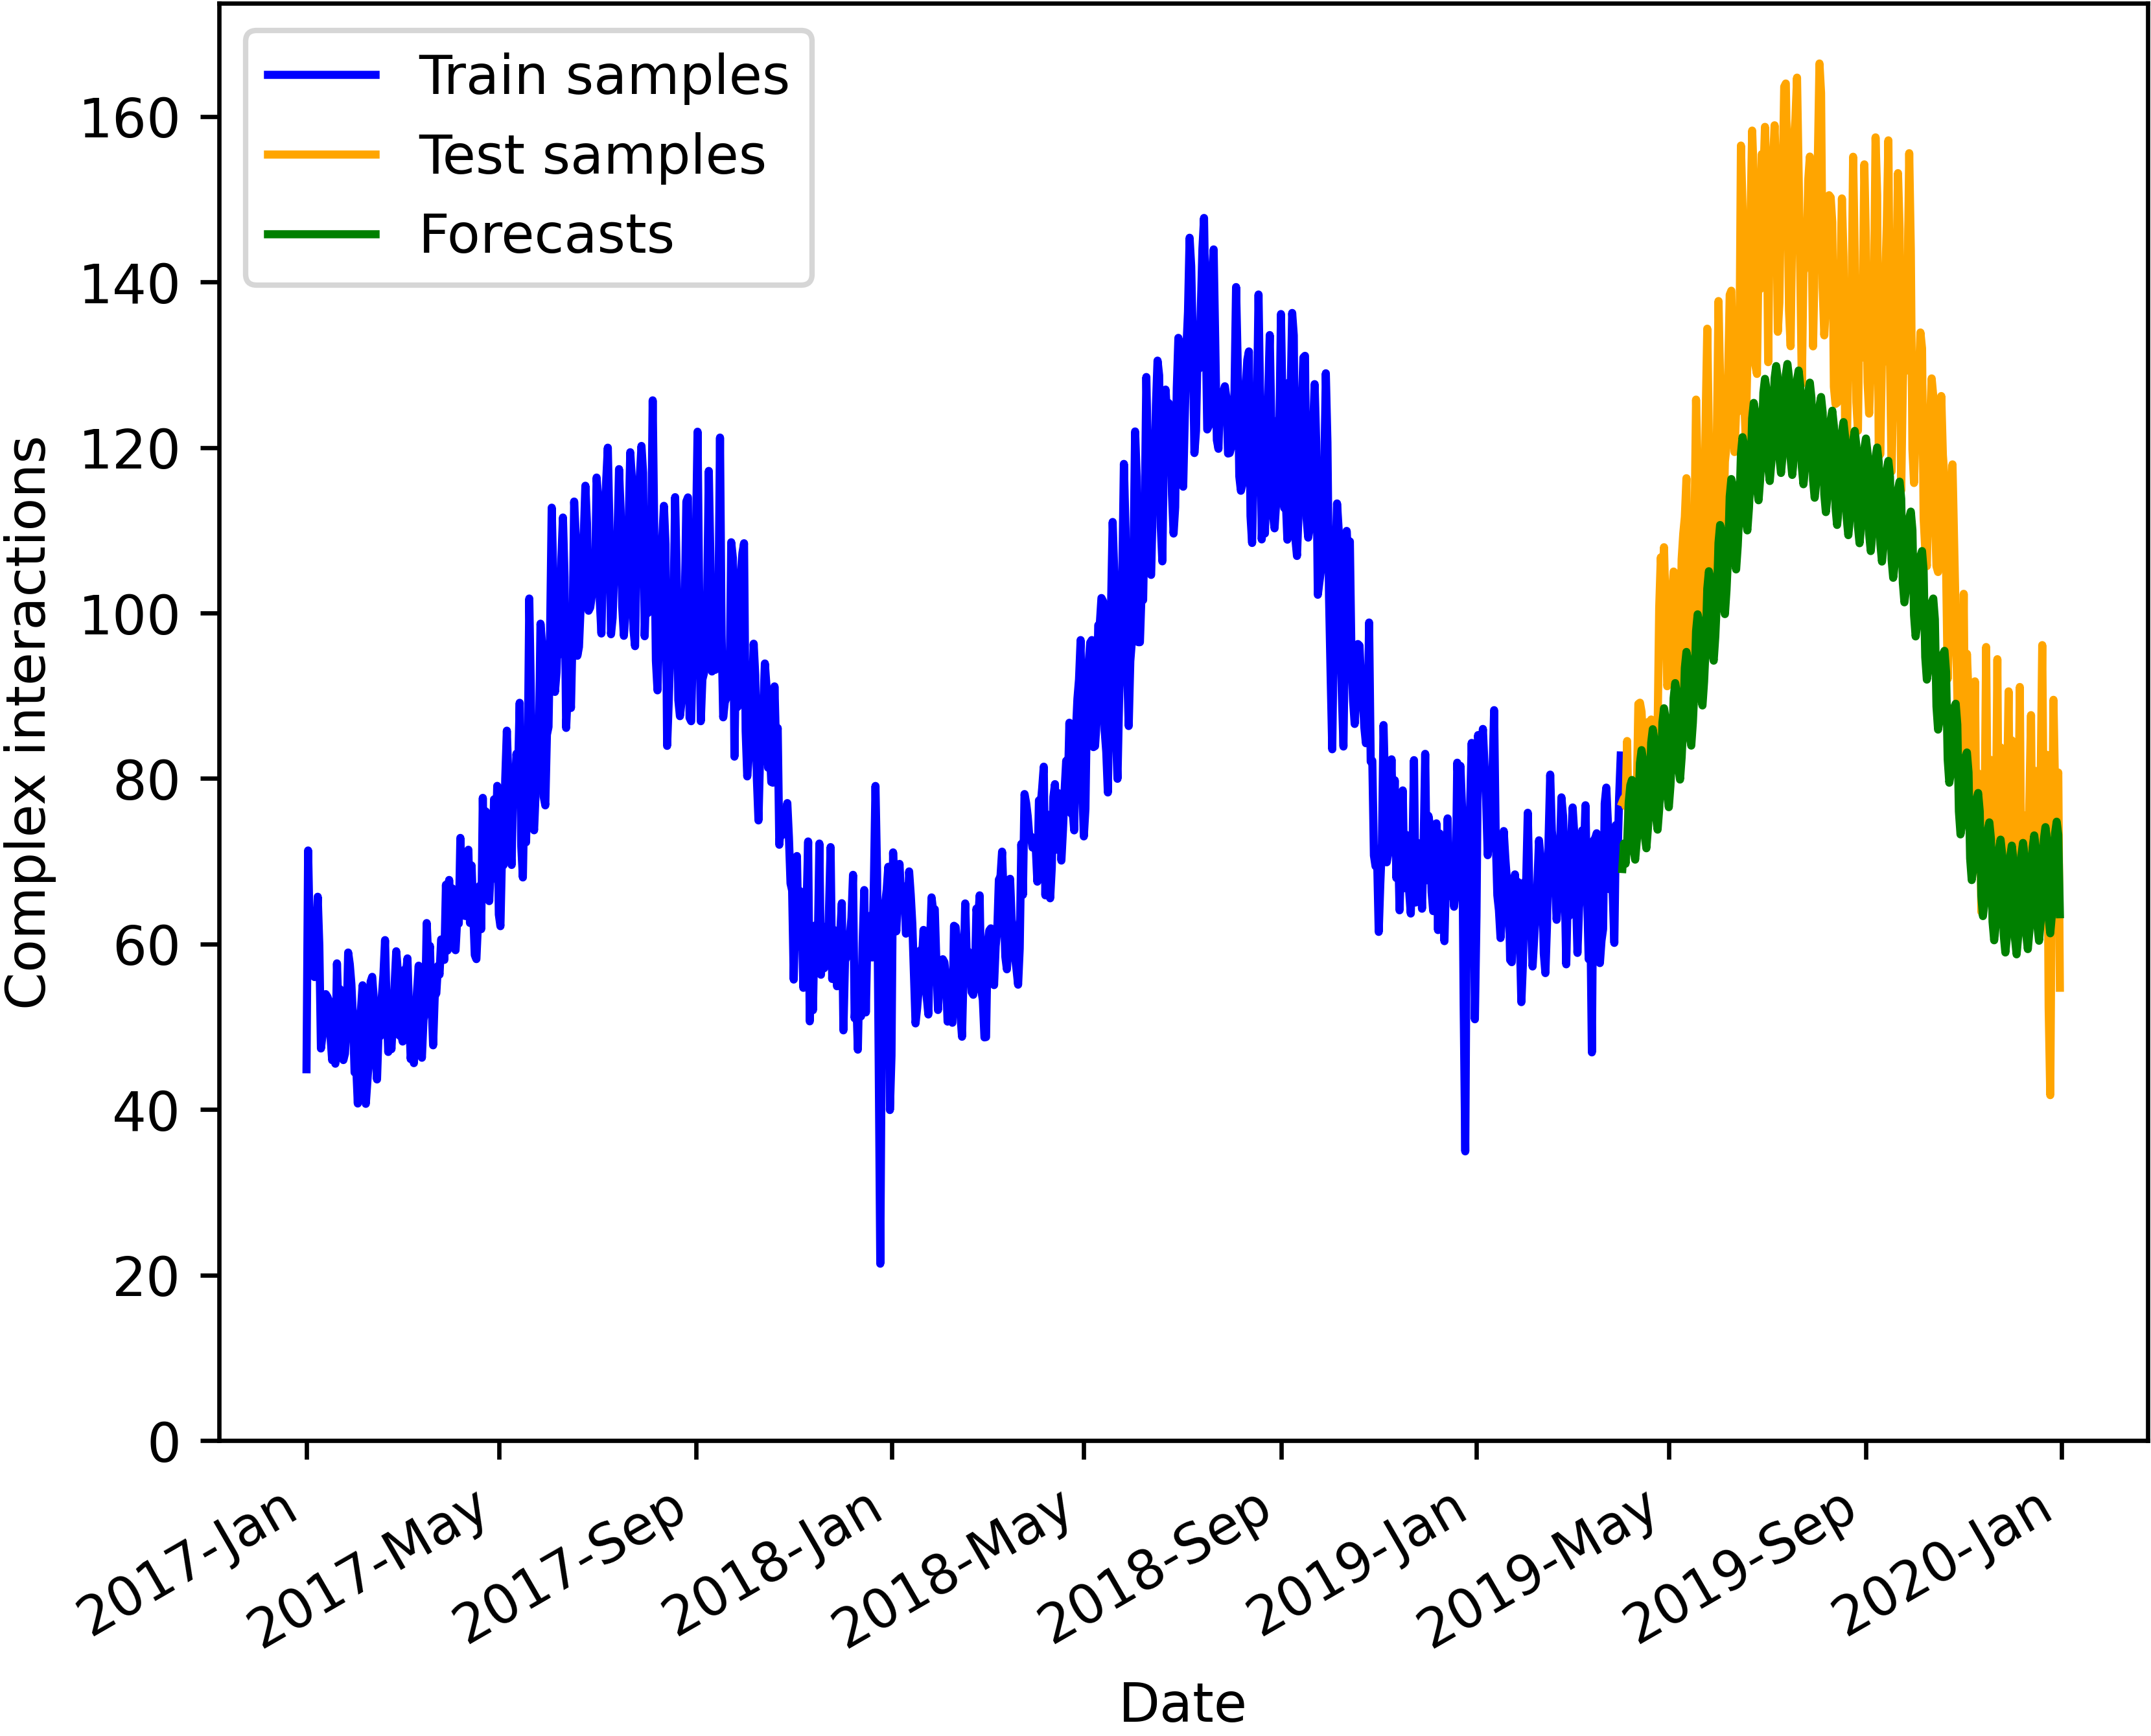 Train samples
Test samples
Forecasts
160
140
120
100
80
60
40
20
0
Complex interactions
2017-Jan
2017-May
2017-Sep
2018-Jan
2018-May
2018-Sep
2019-Jan
2019-May
2019-Sep
2020-Jan
Date